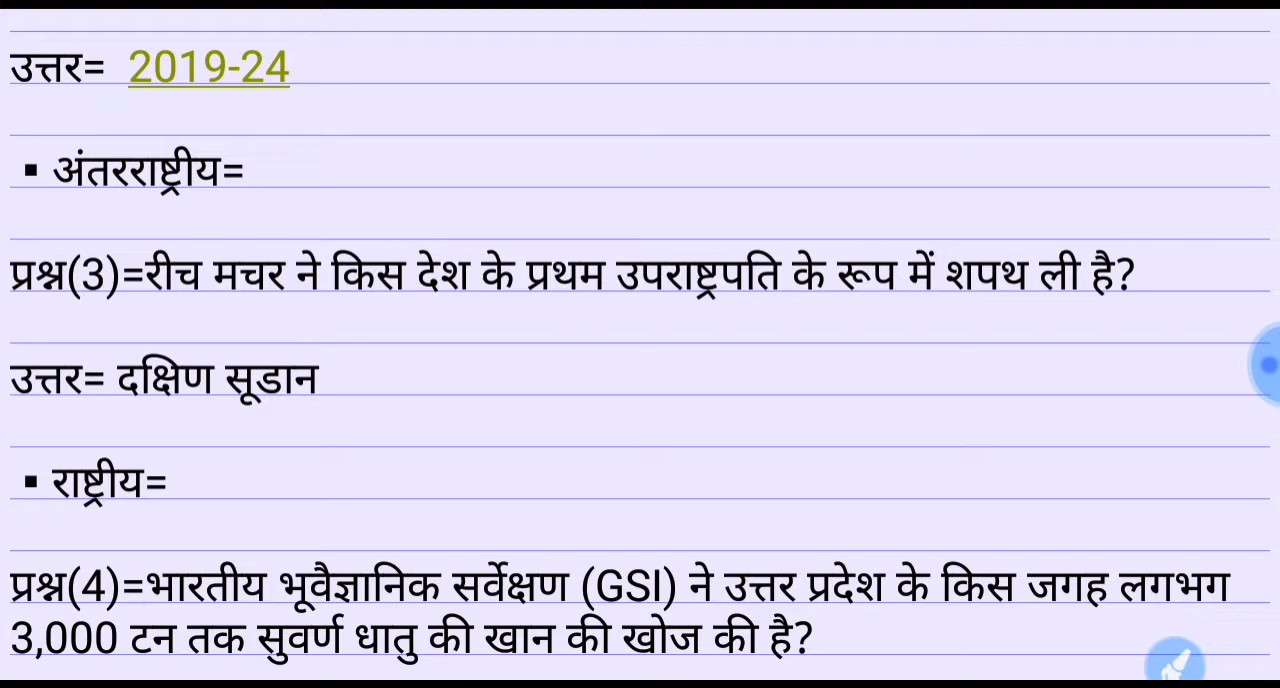 उत्तर= 2019-24
▪ अंतरराष्ट्रीय=
प्रश्न(3)=रीच मचर ने किस देश के प्रथम उपराष्ट्रपति के रूप में शपथ ली है?
उत्तर= दक्षिण सूडान
▪ राष्ट्रीय=
प्रश्न(4)=भारतीय भूवैज्ञानिक सर्वेक्षण (GSI) ने उत्तर प्रदेश के किस जगह लगभग
3,000 टन तक सुवर्ण धातु की खान की खोज की है?